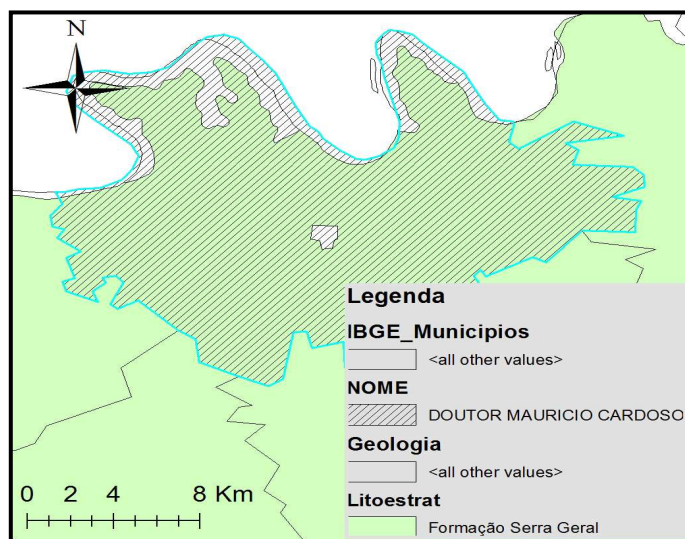 N
Legenda
IBGE_Municipios
<all other values>
NOME
DOUTOR MAURICIO CARDOSO
Geologia
<all other values>
Litoestrat
Formação Serra Geral
0 2 4 8 Km